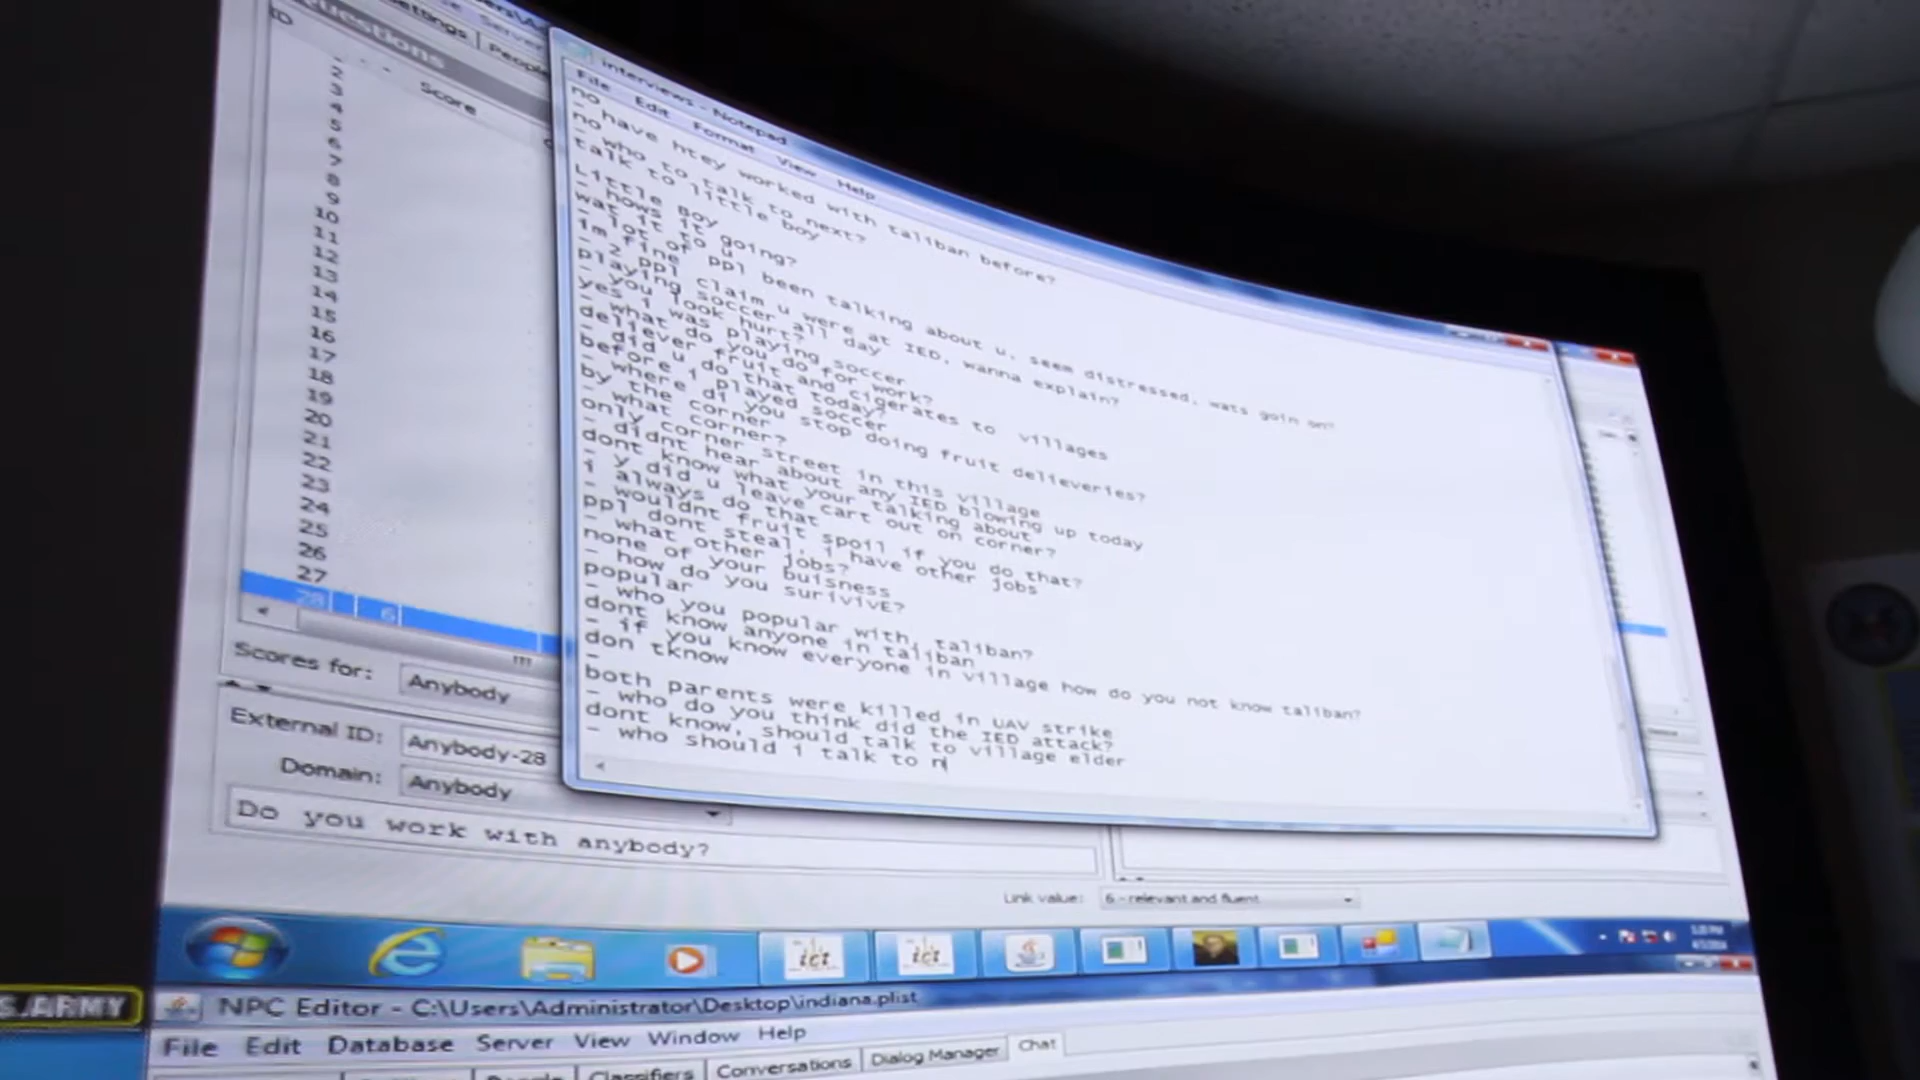 Settings
People
Server
Questions
ID
Score
2
3
4
5
6
7
8
9
10
11
12
13
14
15
16
17
18
19
20
21
22
23
24
25
26
27
28 6
Scores for: Anybody
External ID: Anybody-28
Domain: Anybody
Do you work with anybody?
Link value: 6 - relevant and fluent
interviews - Notepad
File Edit Format View Help
no
- have htey worked with taliban before?
no
- who to talk to next?
talk to little boy
Little Boy
- hows it going?
wat it to u
- lot of ppl been talking about u, seem distressed, wats goin on?
im fine
- 2 ppl claim u were at IED, wanna explain?
playing soccer all day
- you look hurt?
yes i was playing soccer
- what do you do for work?
deliever fruit and cigerates to villages
- did u do that today?
before i played soccer
- where di you stop doing fruit delieveries?
by the corner
- what corner?
only corner street in this village
- didnt hear about any IED blowing up today
dont know what your talking about
- y did u leave cart out on corner?
i always do that
- wouldnt fruit spoil if you do that?
ppl dont steal, i have other jobs
- what other jobs?
none of your buisness
- how do you surivivE?
popular
- who you popular with, taliban?
dont know anyone in taliban
- if you know everyone in village how do you not know taliban?
don tknow
-
both parents were killed in UAV strike
- who do you think did the IED attack?
dont know, should talk to village elder
- who should i talk to n
ict
ict
S.ARMY
NPC Editor - C:\Users\Administrator\Desktop\indiana.plist
File Edit Database Server View Window Help
People Classifiers Conversations Dialog Manager Chat